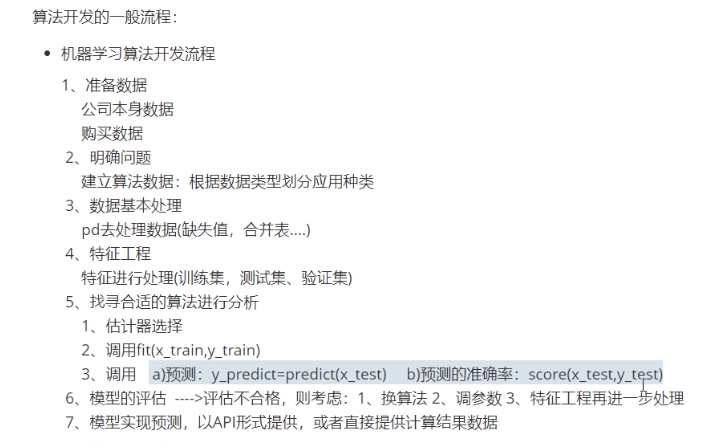 算法开发的一般流程：
• 机器学习算法开发流程
1、准备数据
公司本身数据
购买数据
2、明确问题
建立算法数据：根据数据类型划分应用种类
3、数据基本处理
pd去处理数据(缺失值，合并表....)
4、特征工程
特征进行处理(训练集，测试集、验证集)
5、找寻合适的算法进行分析
1、估计器选择
2、调用fit(x_train,y_train)
3、调用 a)预测：y_predict=predict(x_test) b)预测的准确率：score(x_test,y_test)
6、模型的评估 ---->评估不合格，则考虑：1、换算法 2、调参数 3、特征工程再进一步处理
7、模型实现预测，以API形式提供，或者直接提供计算结果数据